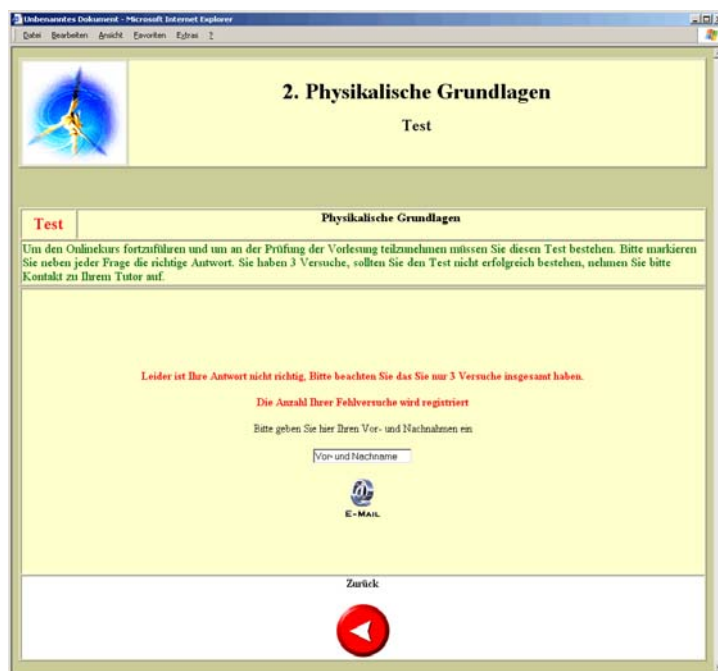 Unbenanntes Dokument - Microsoft Internet Explorer
Datei Bearbeiten Ansicht Favoriten Extras ?
2. Physikalische Grundlagen
Test
Test
Physikalische Grundlagen
Um den Onlinekurs fortzuführen und um an der Prüfung der Vorlesung teilzunehmen müssen Sie diesen Test bestehen. Bitte markieren
Sie neben jeder Frage die richtige Antwort. Sie haben 3 Versuche, sollten Sie den Test nicht erfolgreich bestehen, nehmen Sie bitte
Kontakt zu Ihrem Tutor auf.
Leider ist Ihre Antwort nicht richtig, Bitte beachten Sie das Sie nur 3 Versuche insgesamt haben.
Die Anzahl Ihrer Fehlversuche wird registriert
Bitte geben Sie hier Ihren Vor- und Nachnahmen ein
Vor- und Nachname
@
E-MAIL
Zurück